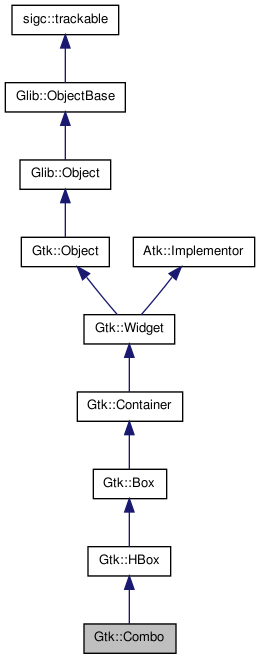 sigc::trackable
Glib::ObjectBase
Glib::Object
Gtk::Object
Atk::Implementor
Gtk::Widget
Gtk::Container
Gtk::Box
Gtk::HBox
Gtk::Combo